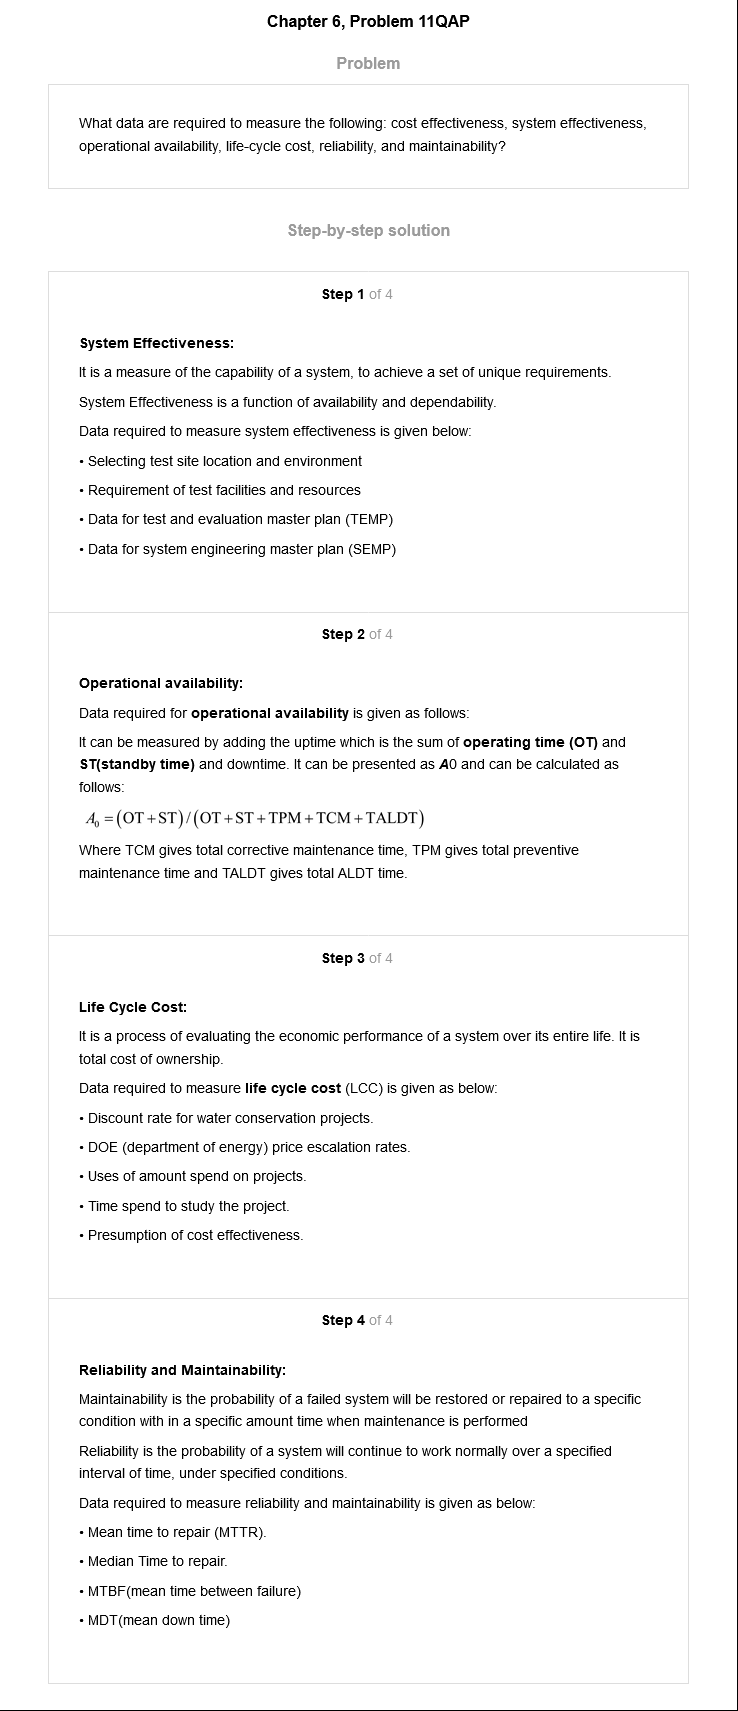 Chapter 6, Problem 11QAP
Problem
What data are required to measure the following: cost effectiveness, system effectiveness,
operational availability, life-cycle cost, reliability, and maintainability?
Step-by-step solution
Step 1 of 4
System Effectiveness:
It is a measure of the capability of a system, to achieve a set of unique requirements.
System Effectiveness is a function of availability and dependability.
Data required to measure system effectiveness is given below:
• Selecting test site location and environment
• Requirement of test facilities and resources
• Data for test and evaluation master plan (TEMP)
• Data for system engineering master plan (SEMP)
Step 2 of 4
Operational availability:
Data required for operational availability is given as follows:
It can be measured by adding the uptime which is the sum of operating time (OT) and
ST(standby time) and downtime. It can be presented as A0 and can be calculated as
follows:
A₀ = (OT+ST)/(OT+ST+TPM+TCM+TALDT)
Where TCM gives total corrective maintenance time, TPM gives total preventive
maintenance time and TALDT gives total ALDT time.
Step 3 of 4
Life Cycle Cost:
It is a process of evaluating the economic performance of a system over its entire life. It is
total cost of ownership.
Data required to measure life cycle cost (LCC) is given as below:
• Discount rate for water conservation projects.
• DOE (department of energy) price escalation rates.
• Uses of amount spend on projects.
• Time spend to study the project.
• Presumption of cost effectiveness.
Step 4 of 4
Reliability and Maintainability:
Maintainability is the probability of a failed system will be restored or repaired to a specific
condition with in a specific amount time when maintenance is performed
Reliability is the probability of a system will continue to work normally over a specified
interval of time, under specified conditions.
Data required to measure reliability and maintainability is given as below:
• Mean time to repair (MTTR).
• Median Time to repair.
• MTBF(mean time between failure)
• MDT(mean down time)